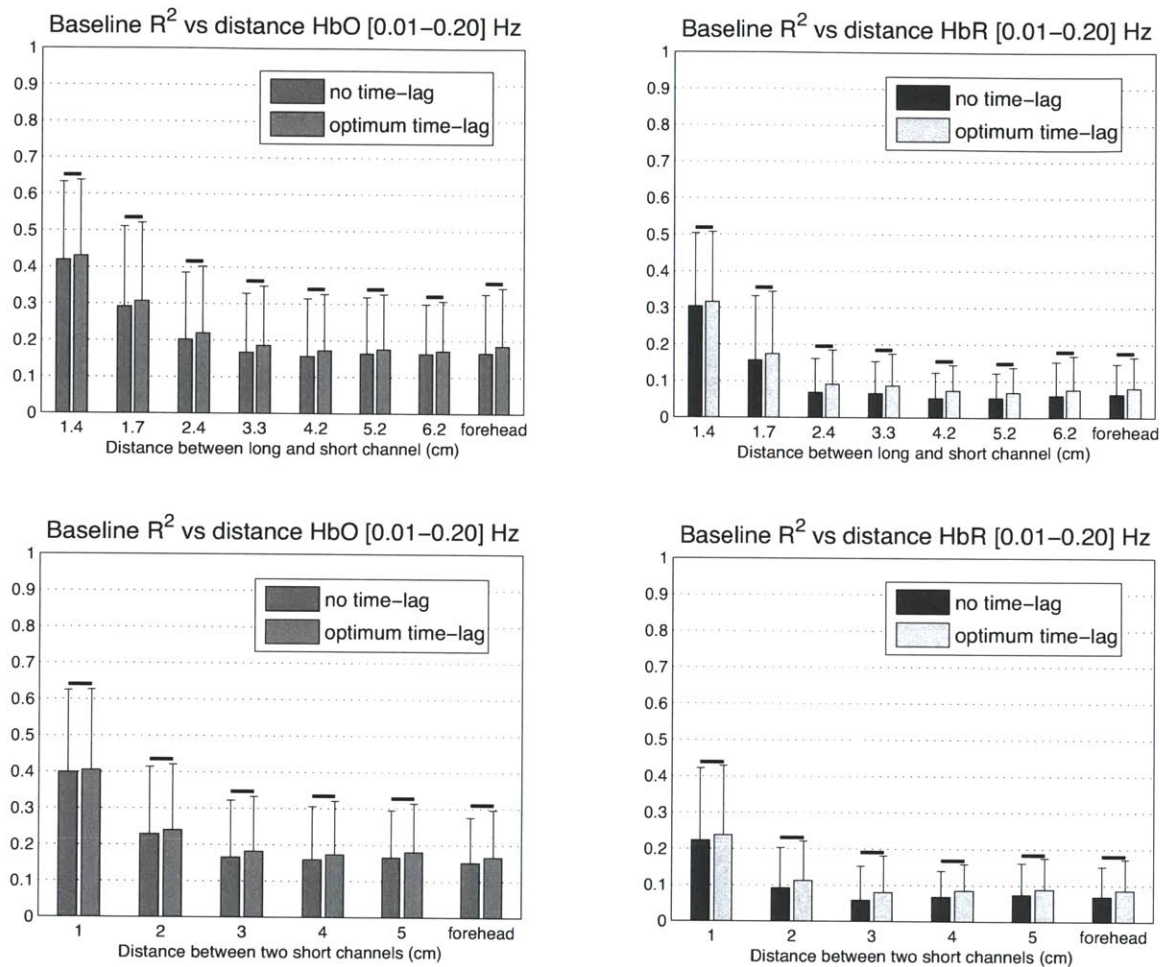 Baseline R² vs distance HbO [0.01–0.20] Hz
1
0.9
0.8
0.7
0.6
0.5
0.4
0.3
0.2
0.1
0
no time-lag
optimum time-lag
1.4 1.7 2.4 3.3 4.2 5.2 6.2 forehead
Distance between long and short channel (cm)
Baseline R² vs distance HbR [0.01–0.20] Hz
1
0.9
0.8
0.7
0.6
0.5
0.4
0.3
0.2
0.1
0
no time-lag
optimum time-lag
1.4 1.7 2.4 3.3 4.2 5.2 6.2 forehead
Distance between long and short channel (cm)
Baseline R² vs distance HbO [0.01–0.20] Hz
1
0.9
0.8
0.7
0.6
0.5
0.4
0.3
0.2
0.1
0
no time-lag
optimum time-lag
1 2 3 4 5 forehead
Distance between two short channels (cm)
Baseline R² vs distance HbR [0.01–0.20] Hz
1
0.9
0.8
0.7
0.6
0.5
0.4
0.3
0.2
0.1
0
no time-lag
optimum time-lag
1 2 3 4 5 forehead
Distance between two short channels (cm)